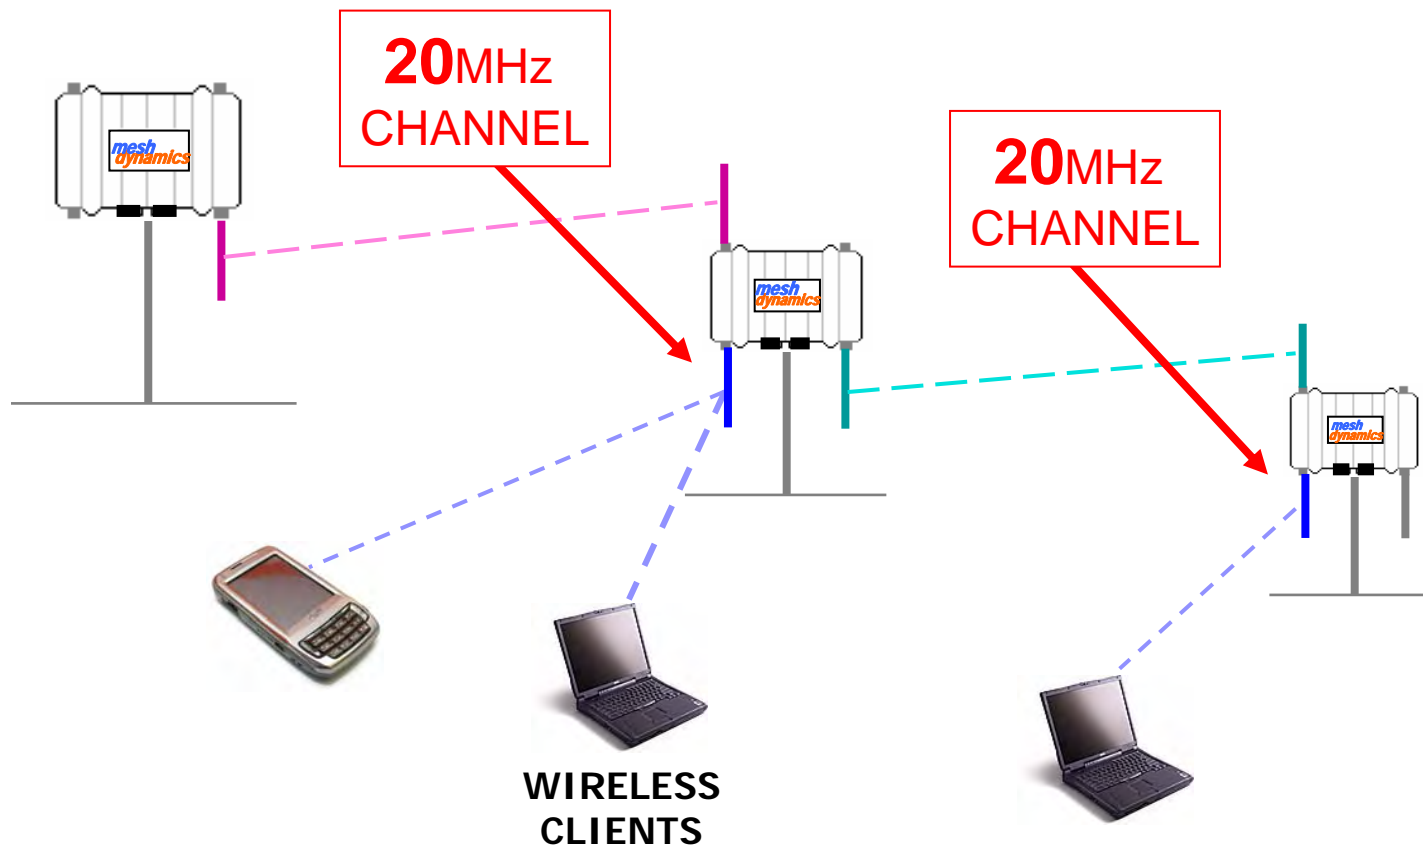 20MHz
CHANNEL
mesh
dynamics
20MHz
CHANNEL
mesh
dynamics
mesh
dynamics
WIRELESS
CLIENTS